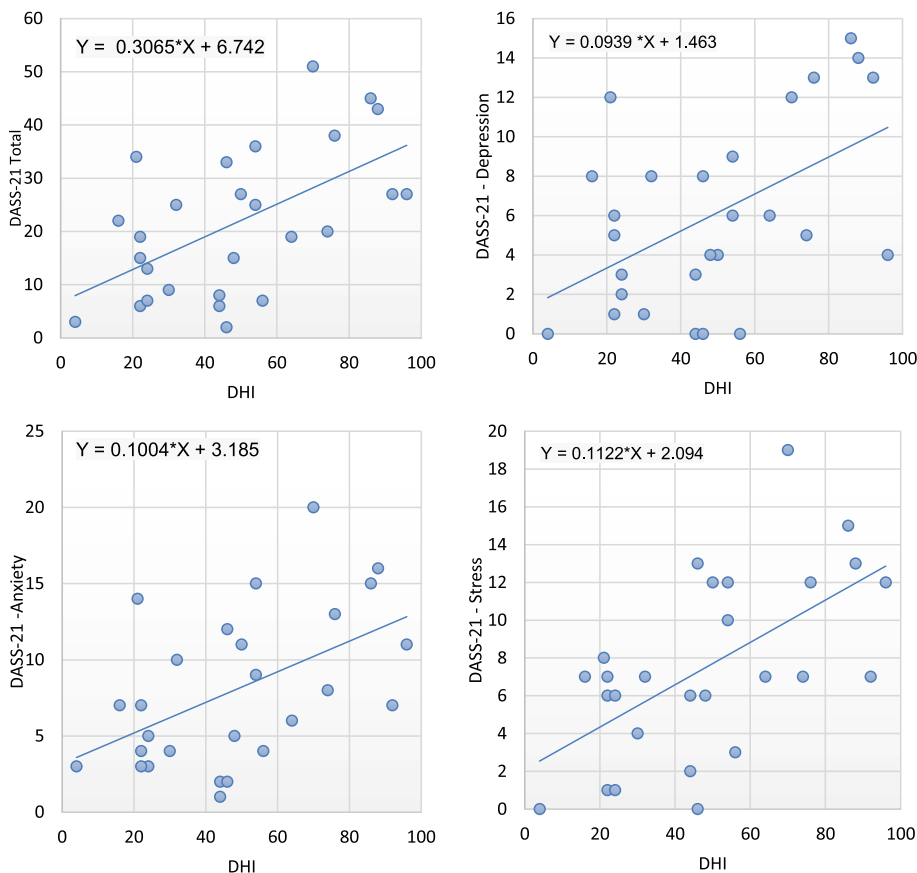 Y =  0.3065*X + 6.742
DASS-21 Total
60
50
40
30
20
10
0
0 20 40 60 80 100
DHI
Y = 0.0939 *X + 1.463
DASS-21 - Depression
16
14
12
10
8
6
4
2
0
0 20 40 60 80 100
DHI
Y = 0.1004*X + 3.185
DASS-21 -Anxiety
25
20
15
10
5
0
0 20 40 60 80 100
DHI
Y = 0.1122*X + 2.094
DASS-21 - Stress
20
18
16
14
12
10
8
6
4
2
0
0 20 40 60 80 100
DHI